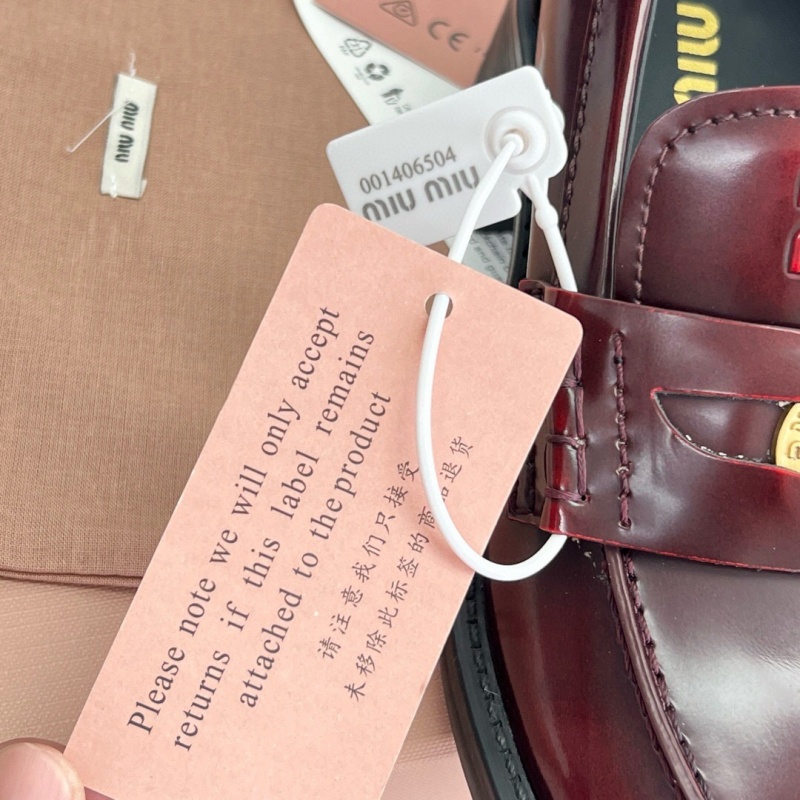 CE
miu miu
001406504
miu miu
miu
Please note we will only accept
returns if this label remains
attached to the product
请注意我们只接受
未移除此标签的商品退货